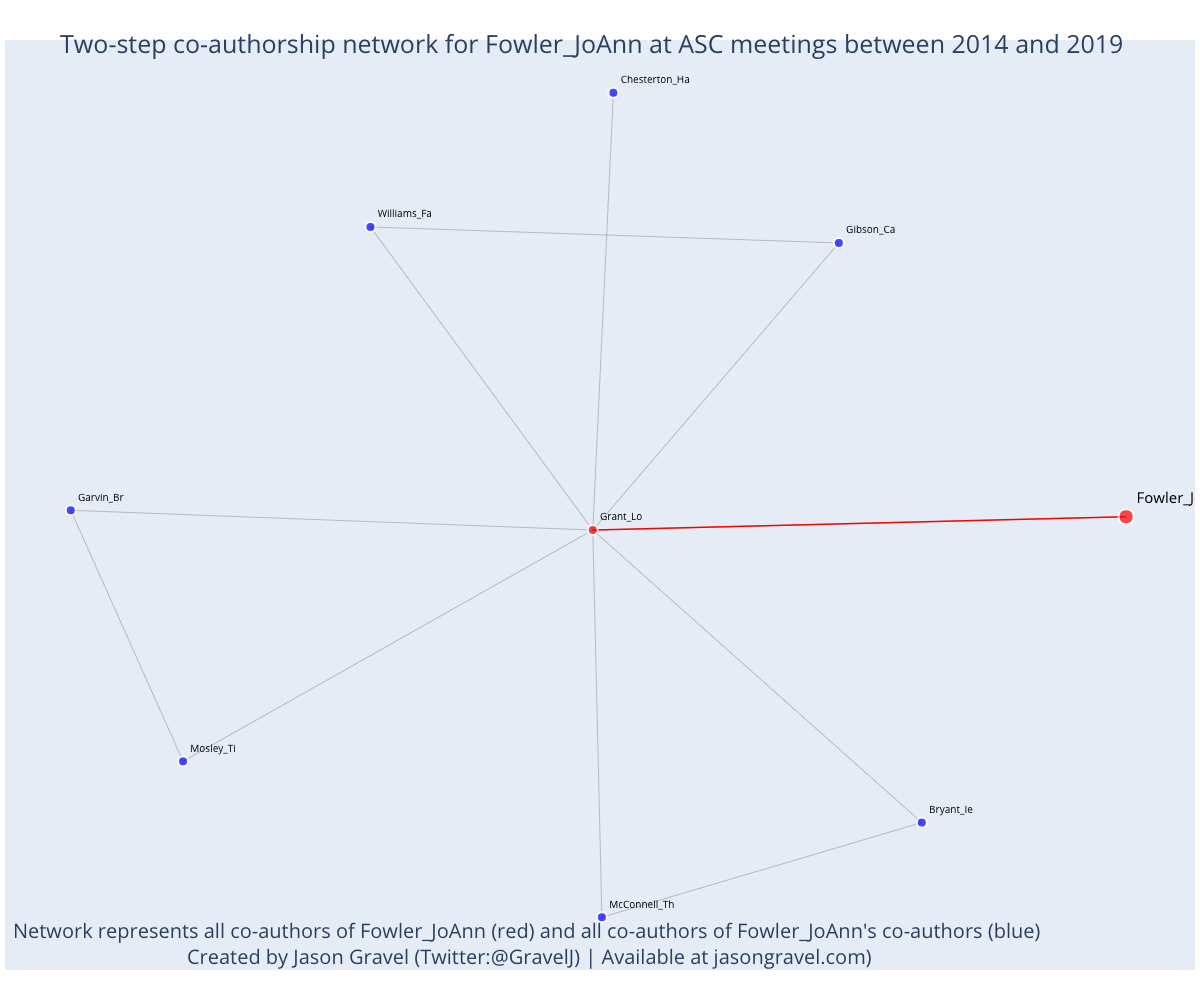 Two-step co-authorship network for Fowler_JoAnn at ASC meetings between 2014 and 2019
Chesterton_Ha
Williams_Fa
Gibson_Ca
Garvin_Br
Fowler_J
Grant_Lo
Mosley_Ti
Bryant_Ie
McConnell_Th
Network represents all co-authors of Fowler_JoAnn (red) and all co-authors of Fowler_JoAnn's co-authors (blue)
Created by Jason Gravel (Twitter:@GravelJ) | Available at jasongravel.com)